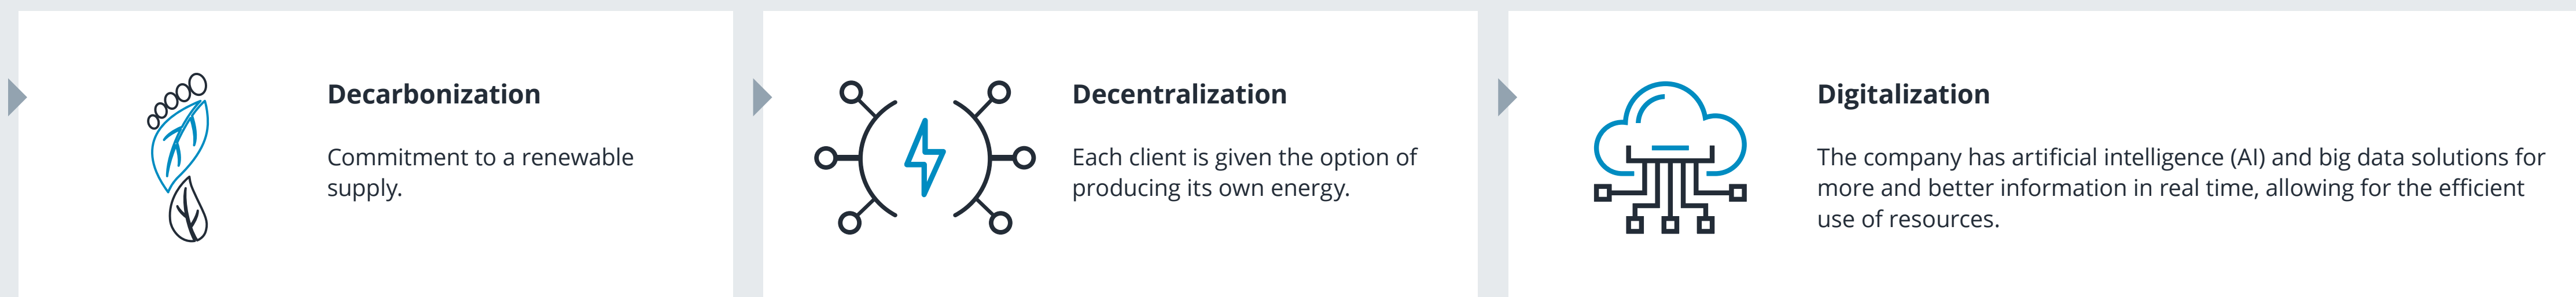 Decarbonization
Commitment to a renewable
supply.
Decentralization
Each client is given the option of
producing its own energy.
Digitalization
The company has artificial intelligence (AI) and big data solutions for
more and better information in real time, allowing for the efficient
use of resources.